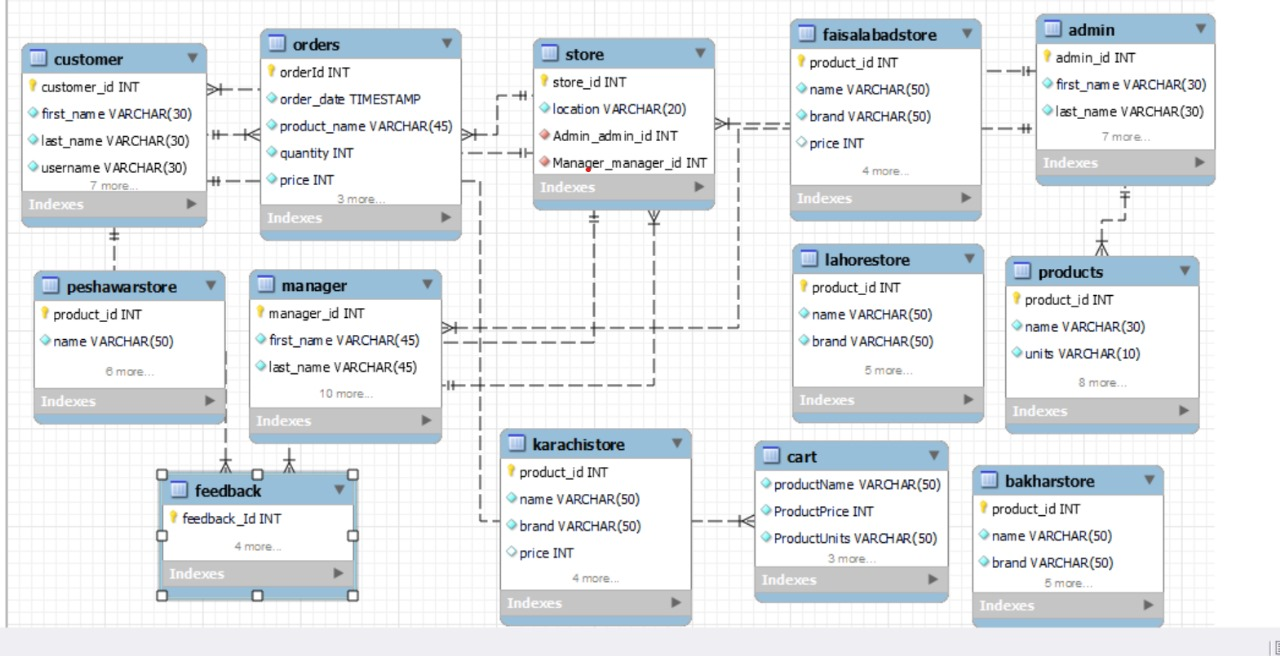 customer
customer_id INT
first_name VARCHAR(30)
last_name VARCHAR(30)
username VARCHAR(30)
7 more...
Indexes
orders
orderId INT
order_date TIMESTAMP
product_name VARCHAR(45)
quantity INT
price INT
3 more...
Indexes
store
store_id INT
location VARCHAR(20)
Admin_admin_id INT
Manager_manager_id INT
Indexes
faisalabadstore
product_id INT
name VARCHAR(50)
brand VARCHAR(50)
price INT
4 more...
Indexes
admin
admin_id INT
first_name VARCHAR(30)
last_name VARCHAR(30)
7 more...
Indexes
peshawarstore
product_id INT
name VARCHAR(50)
6 more...
Indexes
manager
manager_id INT
first_name VARCHAR(45)
last_name VARCHAR(45)
10 more...
Indexes
lahorestore
product_id INT
name VARCHAR(50)
brand VARCHAR(50)
5 more...
Indexes
products
product_id INT
name VARCHAR(30)
units VARCHAR(10)
8 more...
Indexes
feedback
feedback_Id INT
4 more...
Indexes
karachistore
product_id INT
name VARCHAR(50)
brand VARCHAR(50)
price INT
4 more...
Indexes
cart
productName VARCHAR(50)
ProductPrice INT
ProductUnits VARCHAR(50)
3 more...
Indexes
bakharstore
product_id INT
name VARCHAR(50)
brand VARCHAR(50)
5 more...
Indexes